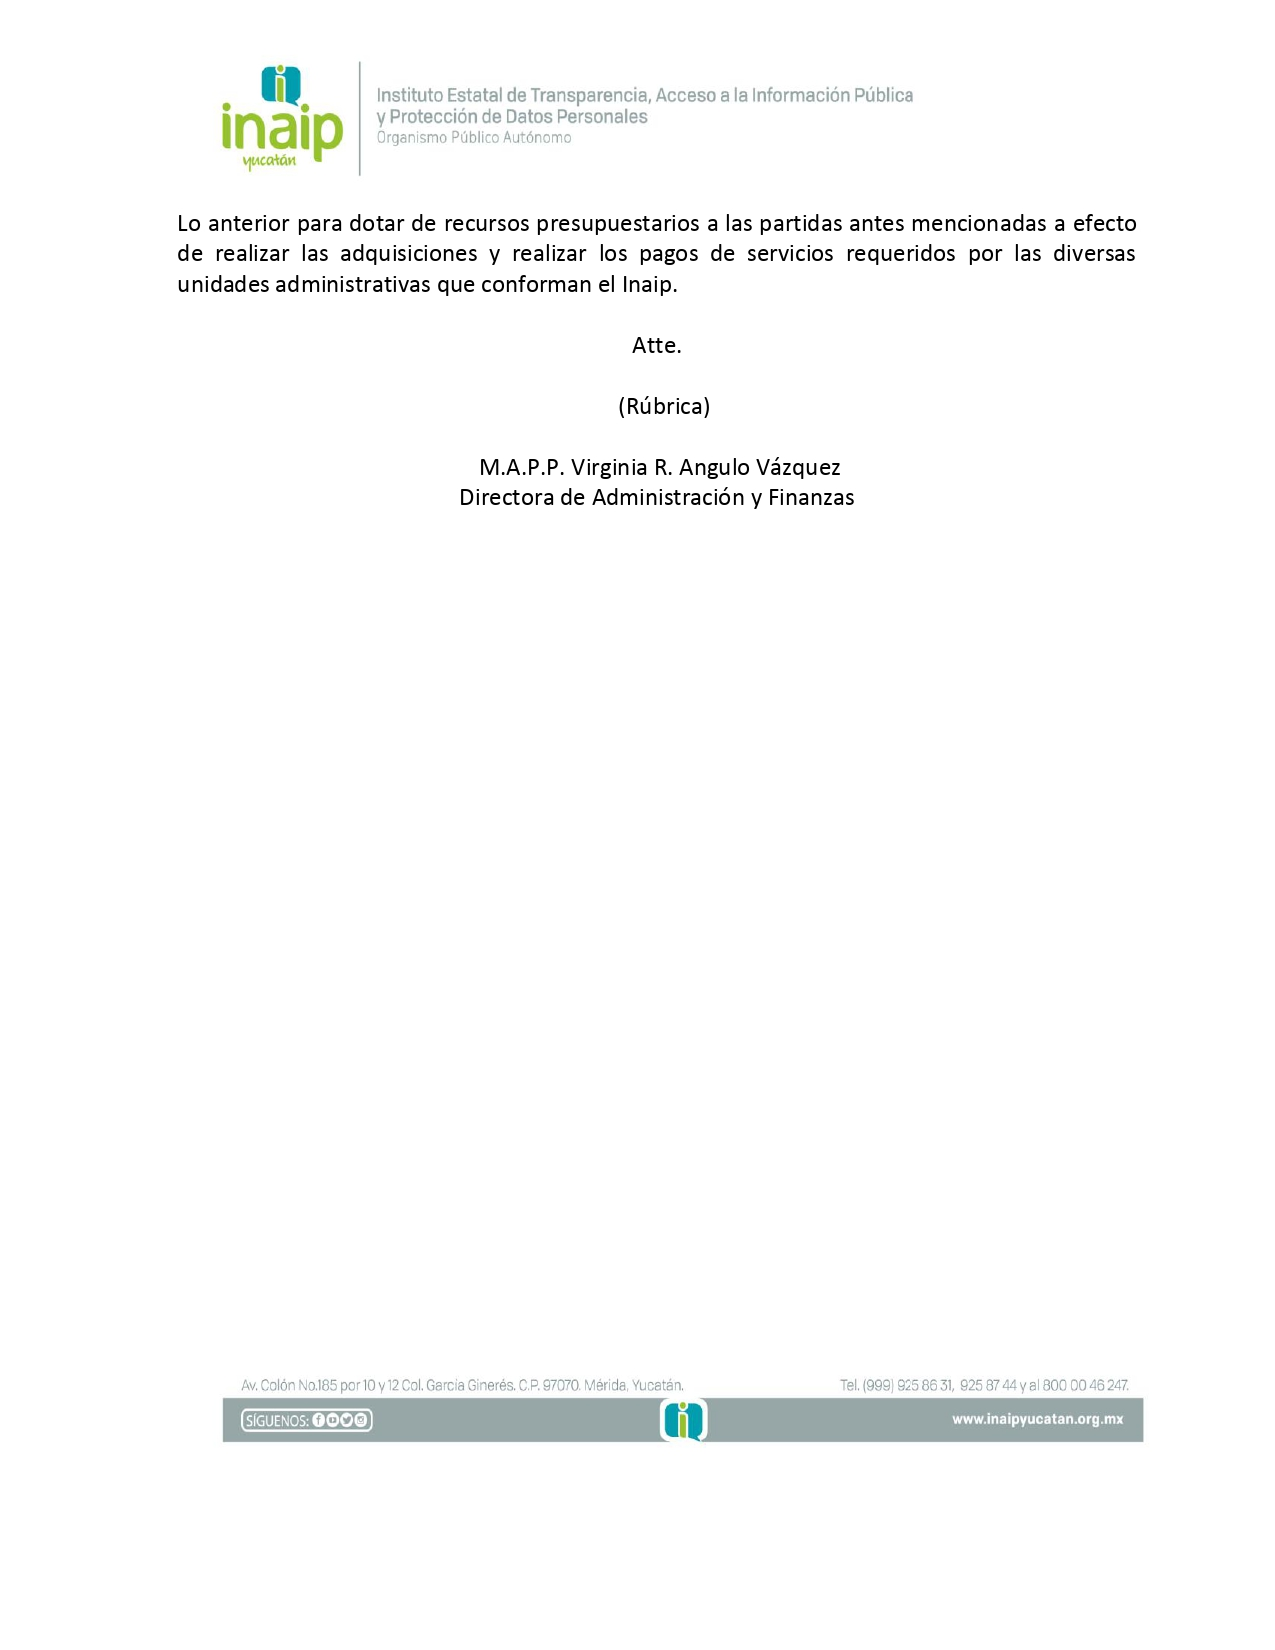 inaip
yucatán
Instituto Estatal de Transparencia, Acceso a la Información Pública
y Protección de Datos Personales
Organismo Público Autónomo
Lo anterior para dotar de recursos presupuestarios a las partidas antes mencionadas a efecto
de realizar las adquisiciones y realizar los pagos de servicios requeridos por las diversas
unidades administrativas que conforman el Inaip.
Atte.
(Rúbrica)
M.A.P.P. Virginia R. Angulo Vázquez
Directora de Administración y Finanzas
Av. Colón No.185 por 10 y 12 Col. García Ginerés. C.P. 97070. Mérida, Yucatán.
Tel. (999) 925 86 31, 925 87 44 y al 800 00 46 247.
SÍGUENOS:
www.inaipyucatan.org.mx